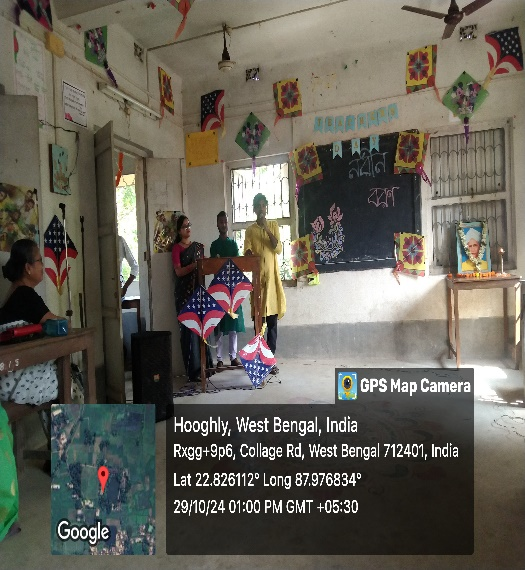 নবীন
বরণ
GPS Map Camera
Hooghly, West Bengal, India
Rxgg+9p6, Collage Rd, West Bengal 712401, India
Lat 22.826112° Long 87.976834°
29/10/24 01:00 PM GMT +05:30
Google